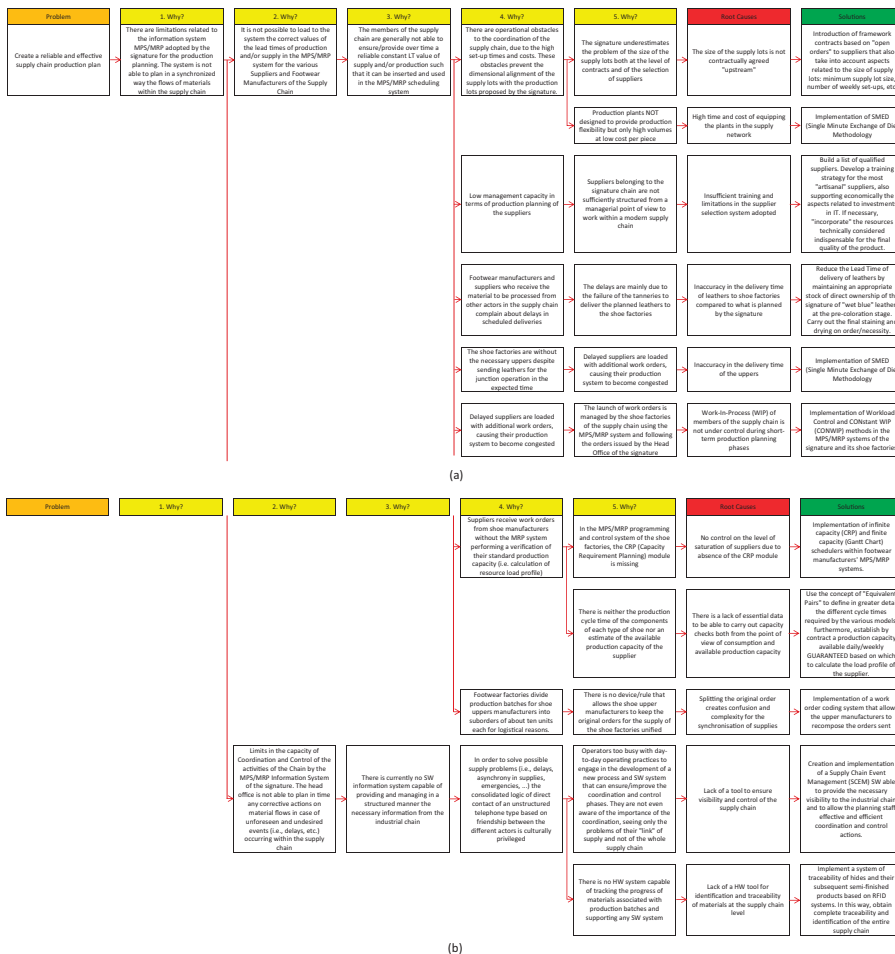 Problem
1. Why?
2. Why?
3. Why?
4. Why?
5. Why?
Root Causes
Solutions
Create a reliable and effective
supply chain production plan
There are limitations related to
the information system
MPS/MRP adopted by the
signature for the production
planning. The system is not
able to plan in a synchronized
way the flows of materials
within the supply chain
It is not possible to load to the
system the correct values of
the lead times of production
and/or supply in the MPS/MRP
system for the various
Suppliers and Footwear
Manufacturers of the Supply
Chain
The members of the supply
chain are generally not able to
ensure/provide over time a
reliable constant LT value of
supply and/or production such
that it can be inserted and used
in the MPS/MRP scheduling
system
There are operational obstacles
to the coordination of the
supply chain, due to the high
set-up times and costs. These
obstacles prevent the
dimensional alignment of the
supply lots with the production
lots proposed by the signature.
The signature underestimates
the problem of the size of the
supply lots both at the level of
contracts and of the selection
of suppliers
The size of the supply lots is not
contractually agreed
"upstream"
Introduction of framework
contracts based on "open
orders" to suppliers that also
take into account aspects
related to the size of supply
lots: minimum supply lot size,
number of weekly set-ups, etc.
Production plants NOT
designed to provide production
flexibility but only high volumes
at low cost per piece
High time and cost of equipping
the plants in the supply
network
Implementation of SMED
(Single Minute Exchange of Die
Methodology
Low management capacity in
terms of production planning of
the suppliers
Suppliers belonging to the
signature chain are not
sufficiently structured from a
managerial point of view to
work within a modern supply
chain
Insufficient training and
limitations in the supplier
selection system adopted
Build a list of qualified
suppliers. Develop a training
strategy for the most
"artisanal" suppliers, also
supporting economically the
aspects related to investments
in IT. If necessary,
"incorporate" the resources
technically considered
indispensable for the final
quality of the product.
Footwear manufacturers and
suppliers who receive the
material to be processed from
other actors in the supply chain
complain about delays in
scheduled deliveries
The delays are mainly due to
the failure of the tanneries to
deliver the planned leathers to
the shoe factories
Inaccuracy in the delivery time
of leathers to shoe factories
compared to what is
planned by the signature
Reduce the Lead Time of
delivery of leathers by
maintaining an appropriate
stock of direct ownership of the
signature of "wet blue" leather
at the pre-coloration stage.
Carry out the final staining and
drying on order/necessity.
The shoe factories are without
the necessary uppers despite
sending leathers for the
junction operation in the
expected time
Delayed suppliers are loaded
with additional work orders,
causing their production
system to become congested
Inaccuracy in the delivery time
of the uppers
Implementation of SMED
(Single Minute Exchange of Die
Methodology
Delayed suppliers are loaded
with additional work orders,
causing their production
system to become congested
The launch of work orders is
managed by the shoe factories
of the supply chain using the
MPS/MRP system and following
the orders issued by the Head
Office of the signature
Work-In-Process (WIP) of
members of the supply chain is
not under control during short-
term production planning
phases
Implementation of Workload
Control and CONstant WIP
(CONWIP) methods in the
MPS/MRP systems of the
signature and its shoe factories
(a)
Problem
1. Why?
2. Why?
3. Why?
4. Why?
5. Why?
Root Causes
Solutions
Suppliers receive work orders
from shoe manufacturers
without the MRP system
performing a verification of
their standard production
capacity (i.e. calculation of
resource load profile)
In the MPS/MRP programming
and control system of the shoe
factories, the CRP (Capacity
Requirement Planning) module
is missing
No control on the level of
saturation of suppliers due to
absence of the CRP module
Implementation of infinite
capacity (CRP) and finite
capacity (Gantt Chart)
schedulers within footwear
manufacturers' MPS/MRP
systems.
There is neither the production
cycle time of the components
of each type of shoe nor an
estimate of the available
production capacity of the
supplier
There is a lack of essential data
to be able to carry out capacity
checks both from the point of
view of consumption and
available production capacity
Use the concept of "Equivalent
Pairs" to define in greater detail
the different cycle times
required by the various models;
furthermore, establish by
contract a production capacity
available daily/weekly
GUARANTEED based on which
to calculate the load profile of
the supplier.
Footwear factories divide
production batches for shoe
uppers manufacturers into
suborders of about ten units
each for logistical reasons.
There is no device/rule that
allows the shoe upper
manufacturers to keep the
original orders for the supply of
the shoe factories unified
Splitting the original order
creates confusion and
complexity for the
synchronisation of supplies
Implementation of a work
order coding system that allows
the upper manufacturers to
recompose the orders sent
Limits in the capacity of
Coordination and Control of the
activities of the Chain by the
MPS/MRP Information System
of the signature. The head
office is not able to plan in time
any corrective actions on
material flows in case of
unforeseen and undesired
events (i.e., delays, etc.)
occurring within the supply
chain
There is currently no SW
information system capable of
providing and managing in a
structured manner the
necessary information from the
industrial chain
In order to solve possible
supply problems (i.e., delays,
asynchrony in supplies,
emergencies, ...) the
consolidated logic of direct
contact of an unstructured
telephone type based on
friendship between the
different actors is culturally
privileged
Operators too busy with day-
to-day operating practices to
engage in the development of a
new process and SW system
that can ensure/improve the
coordination and control
phases. They are not even
aware of the importance of the
coordination, seeing only the
problems of their "link" of
supply and not of the whole
supply chain
Lack of a tool to ensure
visibility and control of the
supply chain
Creation and implementation
of a Supply Chain Event
Management (SCEM) SW able
to provide the necessary
visibility to the industrial chain
and to allow the planning staff
effective and efficient
coordination and control
actions.
There is no HW system capable
of tracking the progress of
materials associated with
production batches and
supporting any SW system
Lack of a HW tool for
identification and traceability
of materials at the supply chain
level
Implement a system of
traceability of hides and their
subsequent semi-finished
products based on RFID
systems. In this way, obtain
complete traceability and
identification of the entire
supply chain
(b)